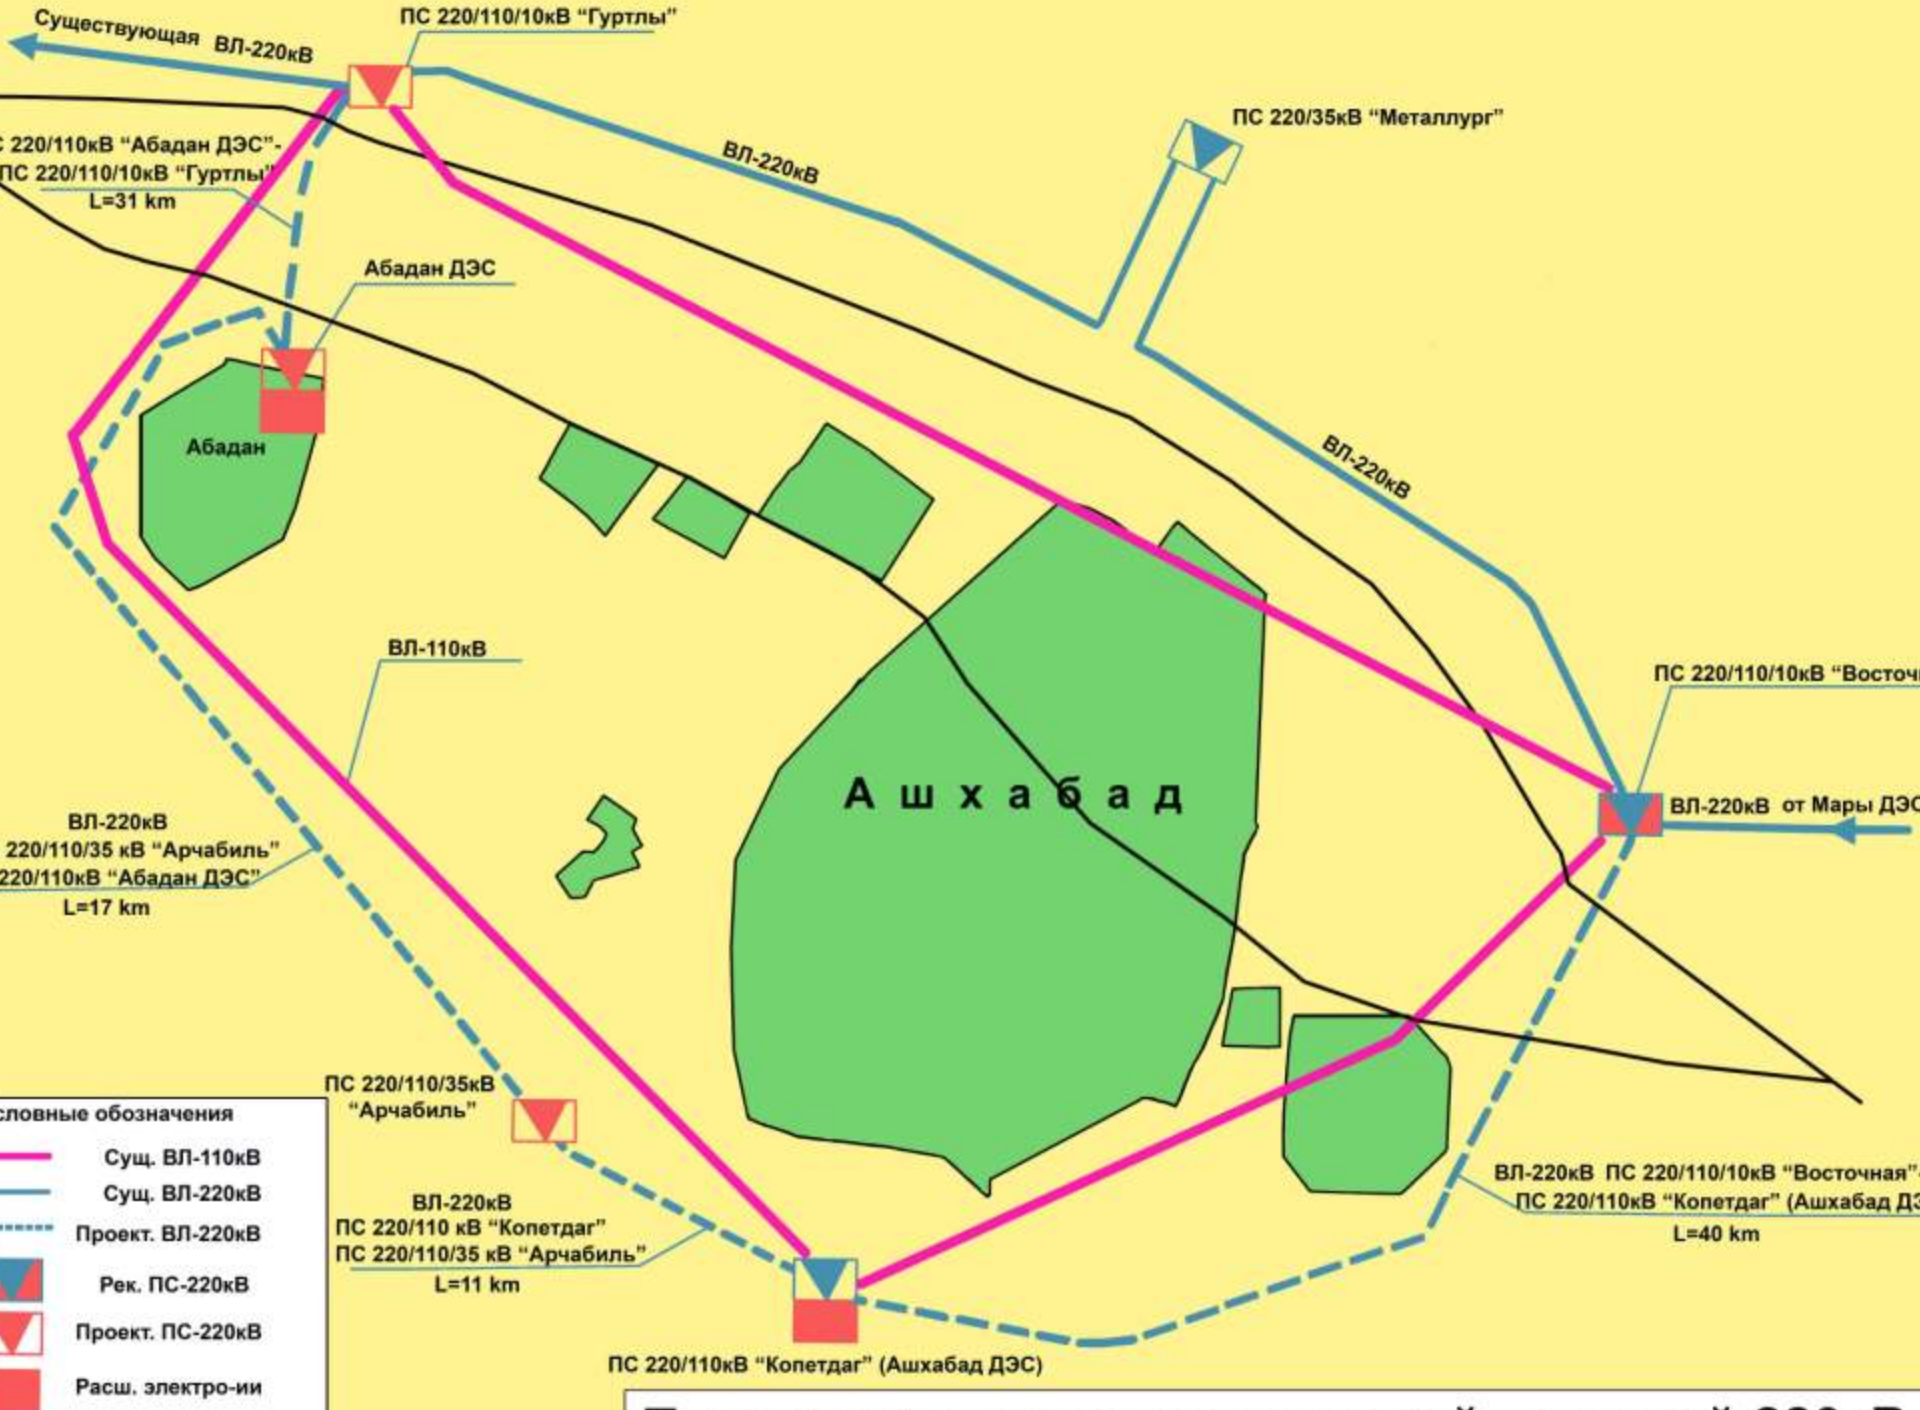 ПС 220/110/10кВ “Гуртлы”
Существующая ВЛ-220кВ
ПС 220/35кВ “Металлург”
ВЛ-220кВ
220/110кВ “Абадан ДЭС”-
ПС 220/110/10кВ “Гуртлы”
L=31 km
Абадан ДЭС
Абадан
ВЛ-220кВ
ВЛ-110кВ
ПС 220/110/10кВ “Восточ
Ашхабад
ВЛ-220кВ от Мары ДЭС
ВЛ-220кВ
220/110/35 кВ “Арчабиль”
220/110кВ “Абадан ДЭС”
L=17 km
ПС 220/110/35кВ
“Арчабиль”
словные обозначения
Сущ. ВЛ-110кВ
Сущ. ВЛ-220кВ
Проект. ВЛ-220кВ
Рек. ПС-220кВ
Проект. ПС-220кВ
Расш. электро-ии
ВЛ-220кВ
ПС 220/110 кВ “Копетдаг”
ПС 220/110/35 кВ “Арчабиль”
L=11 km
ВЛ-220кВ ПС 220/110/10кВ “Восточная”-
ПС 220/110кВ “Копетдаг” (Ашхабад ДЭ
L=40 km
ПС 220/110кВ “Копетдаг” (Ашхабад ДЭС)